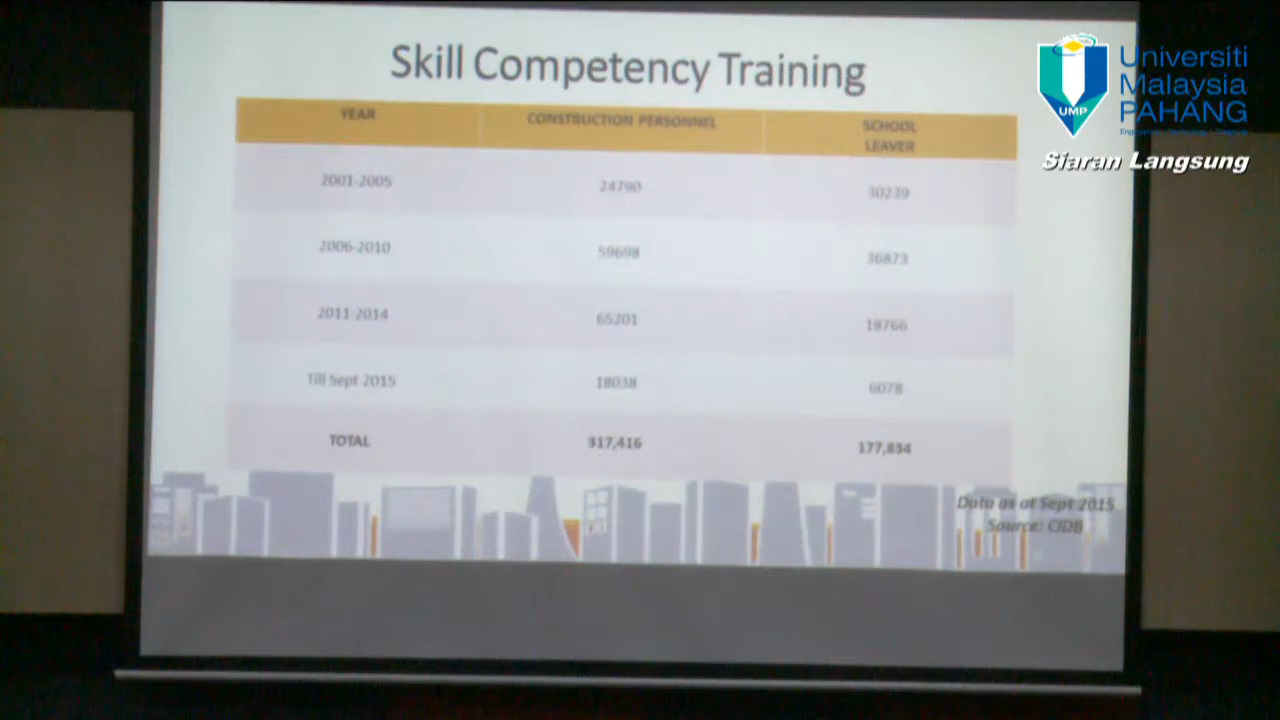 Skill Competency Training
YEAR CONSTRUCTION PERSONNEL SCHOOL LEAVER
2001-2005 24790 30239
2006-2010 59698 36873
2011-2014 65201 18766
Till Sept 2015 18038 6078
TOTAL 317,416 177,834
Data as at Sept 2015
Source: CIDB
UMP
Universiti
Malaysia
PAHANG
Siaran Langsung